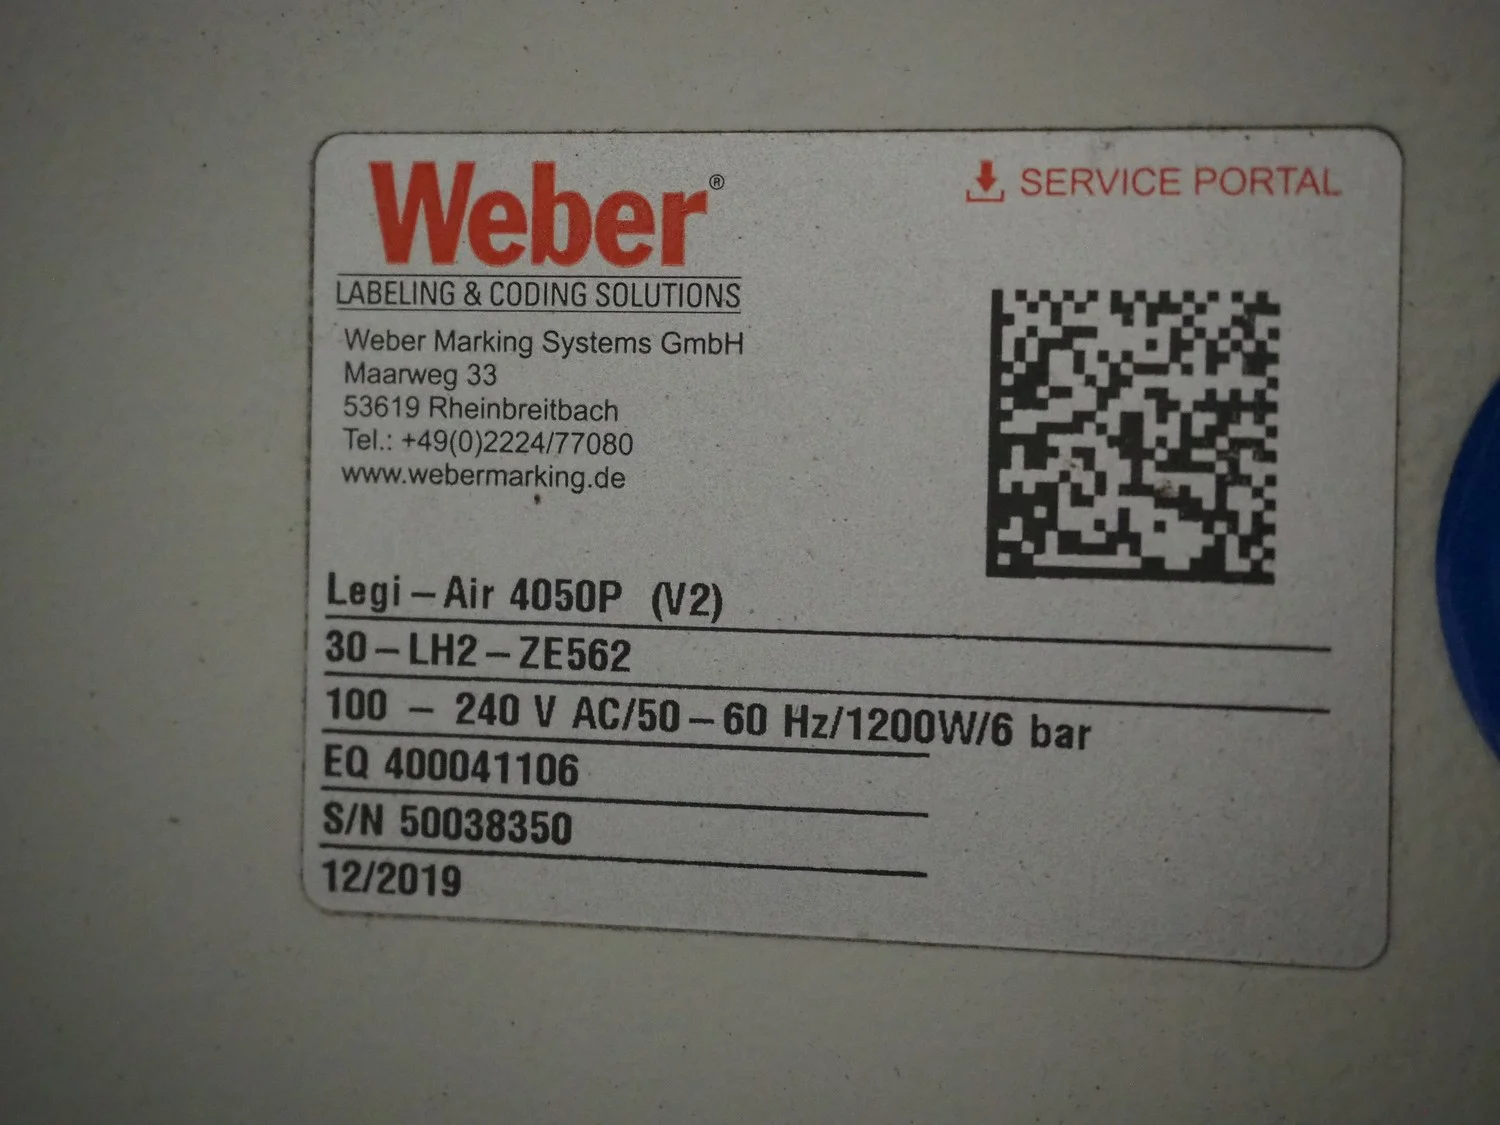 Weber®
LABELING & CODING SOLUTIONS
Weber Marking Systems GmbH
Maarweg 33
53619 Rheinbreitbach
Tel.: +49(0)2224/77080
www.webermarking.de
SERVICE PORTAL
Legi-Air 4050P (V2)
30-LH2-ZE562
100 - 240 V AC/50-60 Hz/1200W/6 bar
EQ 400041106
S/N 50038350
12/2019